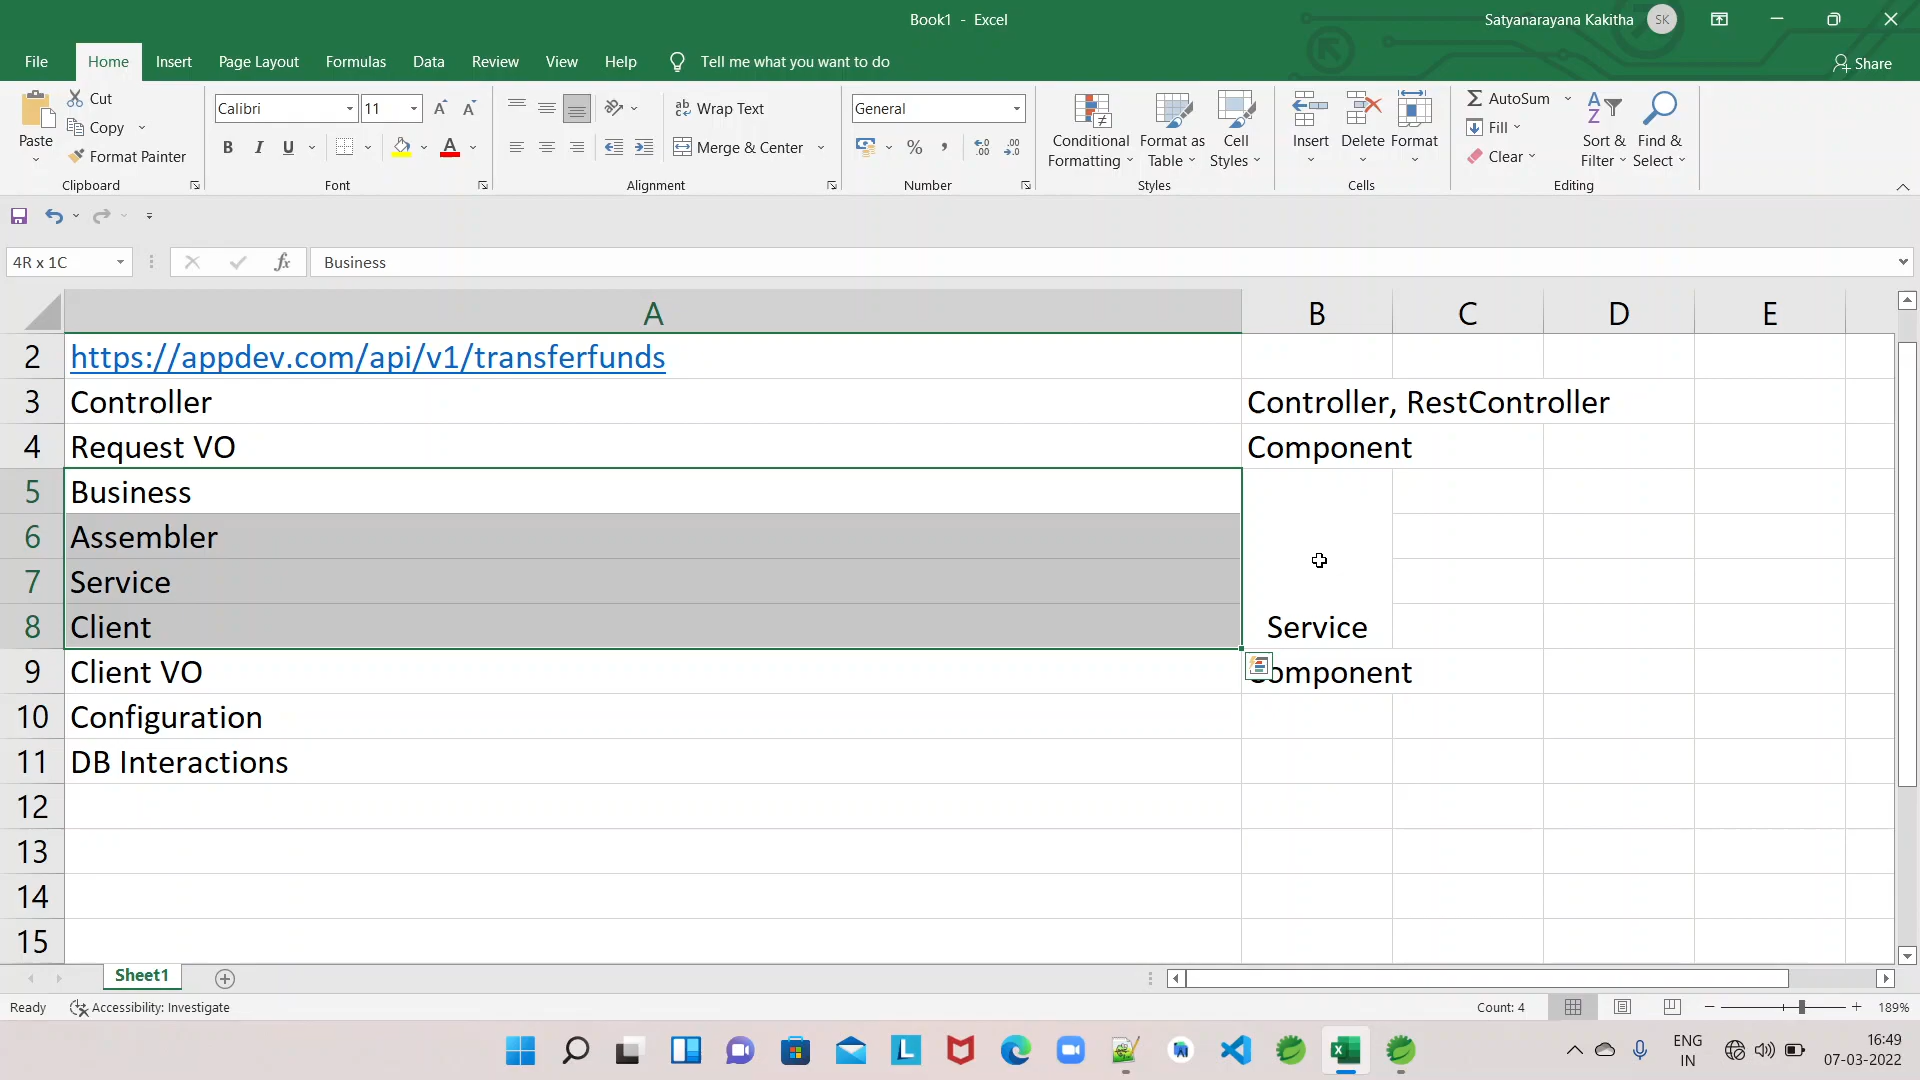 Book1 - Excel
Satyanarayana Kakitha SK
File Home Insert Page Layout Formulas Data Review View Help Tell me what you want to do Share
Paste
Cut
Copy
Format Painter
Clipboard
Calibri 11
B I U A
Font
Wrap Text
Merge & Center
Alignment
General
%
Number
Conditional Formatting
Format as Table
Cell Styles
Styles
Insert Delete Format
Cells
AutoSum
Fill
Clear
Sort & Filter
Find & Select
Editing
4R x 1C fx Business
A B C D E
2 https://appdev.com/api/v1/transferfunds
3 Controller Controller, RestController
4 Request VO Component
5 Business
6 Assembler
7 Service
8 Client Service
9 Client VO omponent
10 Configuration
11 DB Interactions
12
13
14
15
Sheet1
Ready Accessibility: Investigate Count: 4 189%
ENG IN
16:49
07-03-2022